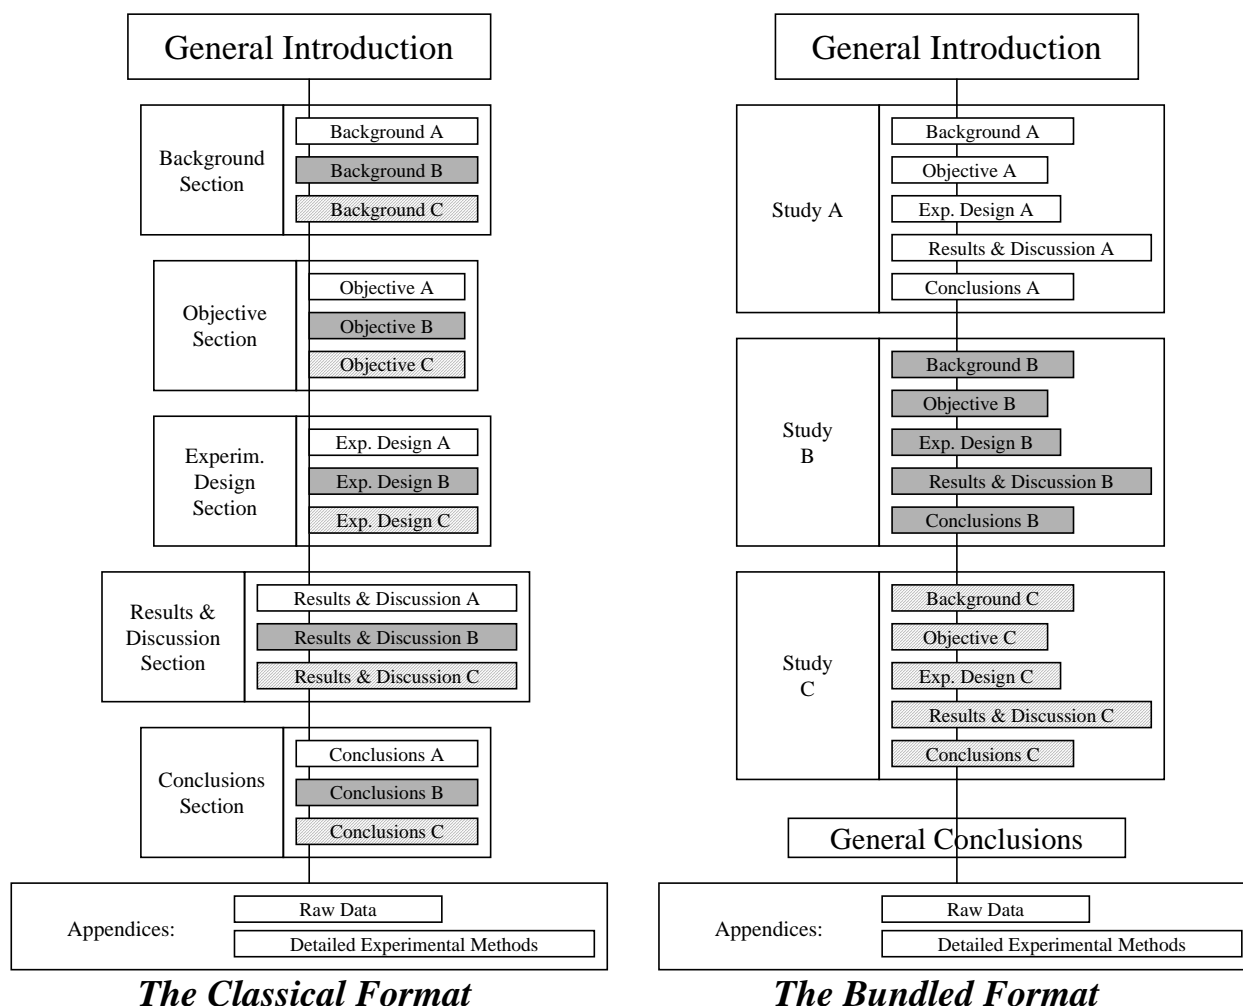 General Introduction
Background
Section
Background A
Background B
Background C
Objective
Section
Objective A
Objective B
Objective C
Experim.
Design
Section
Exp. Design A
Exp. Design B
Exp. Design C
Results &
Discussion
Section
Results & Discussion A
Results & Discussion B
Results & Discussion C
Conclusions
Section
Conclusions A
Conclusions B
Conclusions C
Appendices:
Raw Data
Detailed Experimental Methods
The Classical Format
General Introduction
Study A
Background A
Objective A
Exp. Design A
Results & Discussion A
Conclusions A
Study
B
Background B
Objective B
Exp. Design B
Results & Discussion B
Conclusions B
Study
C
Background C
Objective C
Exp. Design C
Results & Discussion C
Conclusions C
General Conclusions
Appendices:
Raw Data
Detailed Experimental Methods
The Bundled Format